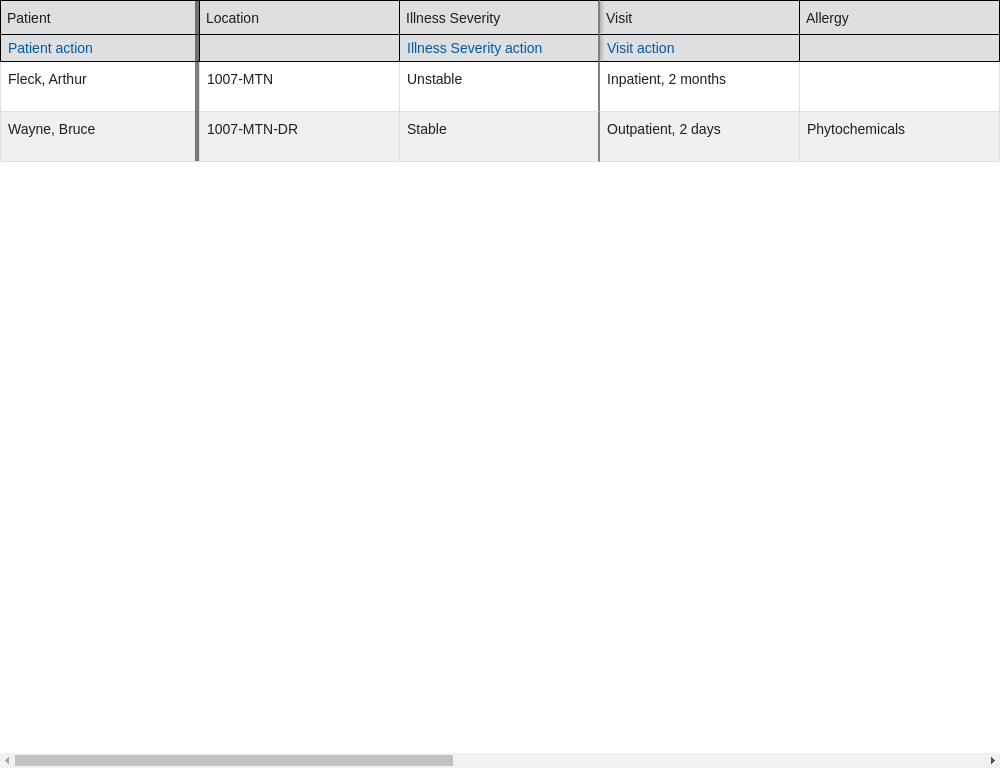 Patient Location Illness Severity Visit Allergy
Patient action Illness Severity action Visit action
Fleck, Arthur 1007-MTN Unstable Inpatient, 2 months
Wayne, Bruce 1007-MTN-DR Stable Outpatient, 2 days Phytochemicals